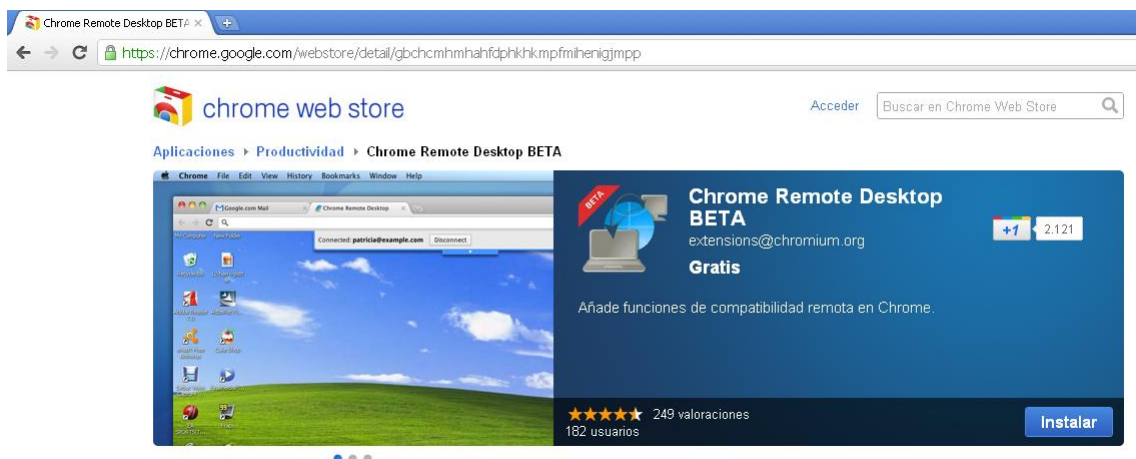 Chrome Remote Desktop BETA
https://chrome.google.com/webstore/detail/gbchcmhmhahfdphkhkmpfmihenigjmpp
chrome web store
Acceder
Buscar en Chrome Web Store
Aplicaciones ▸ Productividad ▸ Chrome Remote Desktop BETA
Chrome File Edit View History Bookmarks Window Help
Google.com Mail
Chrome Remote Desktop
Connected: patricia@example.com Disconnect
BETA
Chrome Remote Desktop
BETA
extensions@chromium.org
Gratis
+1 2.121
Añade funciones de compatibilidad remota en Chrome.
249 valoraciones
182 usuarios
Instalar